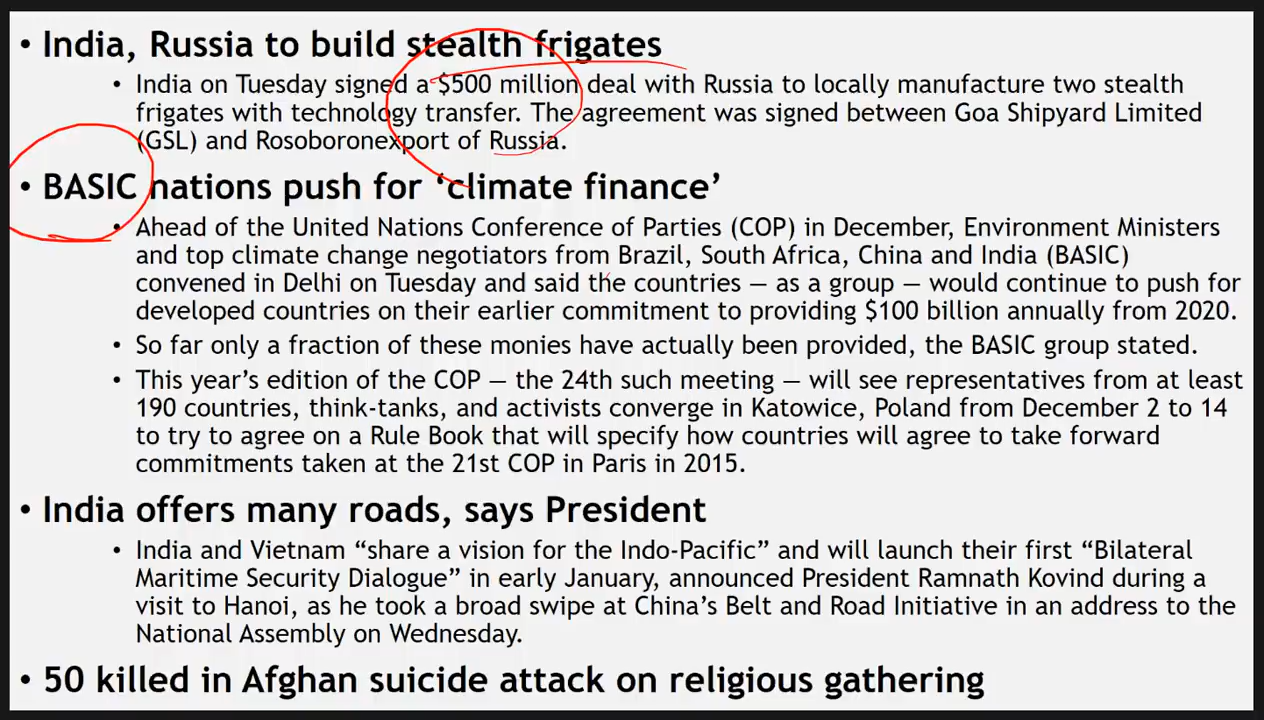 • India, Russia to build stealth frigates
• India on Tuesday signed a $500 million deal with Russia to locally manufacture two stealth
frigates with technology transfer. The agreement was signed between Goa Shipyard Limited
(GSL) and Rosoboronexport of Russia.
• BASIC nations push for ‘climate finance’
• Ahead of the United Nations Conference of Parties (COP) in December, Environment Ministers
and top climate change negotiators from Brazil, South Africa, China and India (BASIC)
convened in Delhi on Tuesday and said the countries — as a group — would continue to push for
developed countries on their earlier commitment to providing $100 billion annually from 2020.
• So far only a fraction of these monies have actually been provided, the BASIC group stated.
• This year’s edition of the COP — the 24th such meeting — will see representatives from at least
190 countries, think-tanks, and activists converge in Katowice, Poland from December 2 to 14
to try to agree on a Rule Book that will specify how countries will agree to take forward
commitments taken at the 21st COP in Paris in 2015.
• India offers many roads, says President
• India and Vietnam “share a vision for the Indo-Pacific” and will launch their first “Bilateral
Maritime Security Dialogue” in early January, announced President Ramnath Kovind during a
visit to Hanoi, as he took a broad swipe at China’s Belt and Road Initiative in an address to the
National Assembly on Wednesday.
• 50 killed in Afghan suicide attack on religious gathering